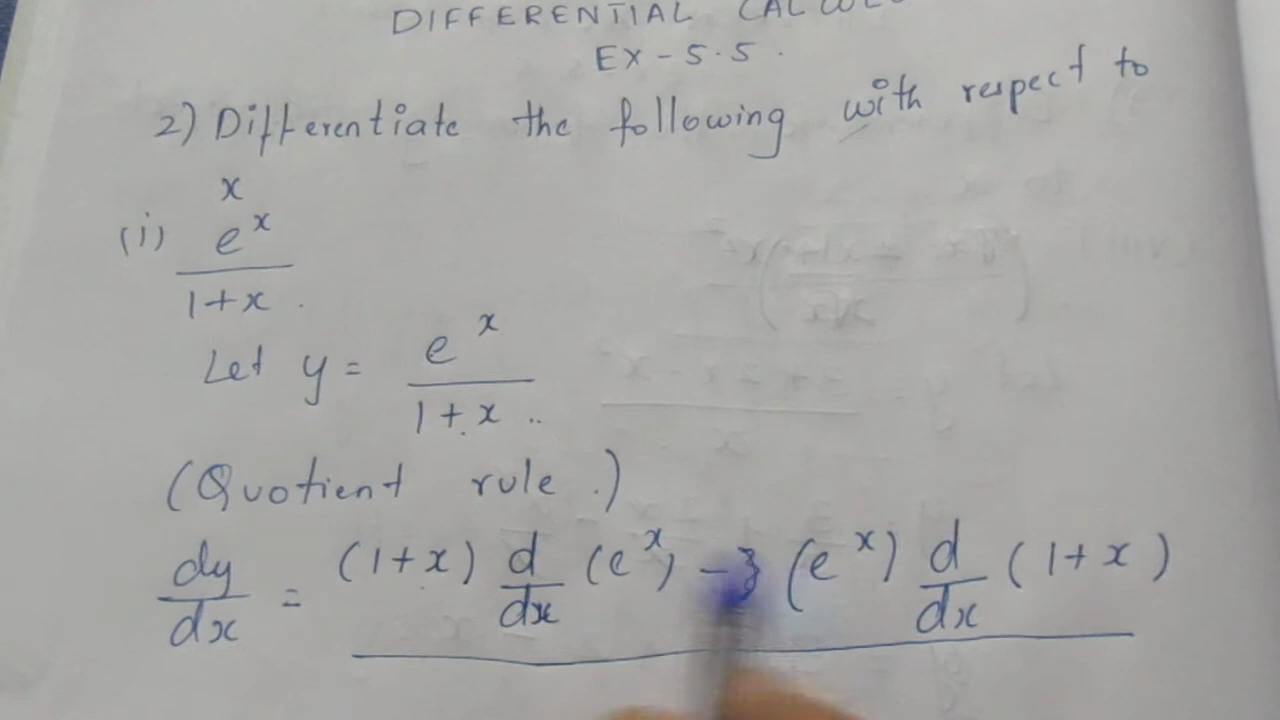 DIFFERENTIAL CALCUL
EX - 5.5.
2) Differentiate the following with respect to
x
(i) e^x
1+x.
Let y = e^x
1+x..
(Quotient rule.)
dy/dx = (1+x) d/dx (e^x) - (e^x) d/dx (1+x)